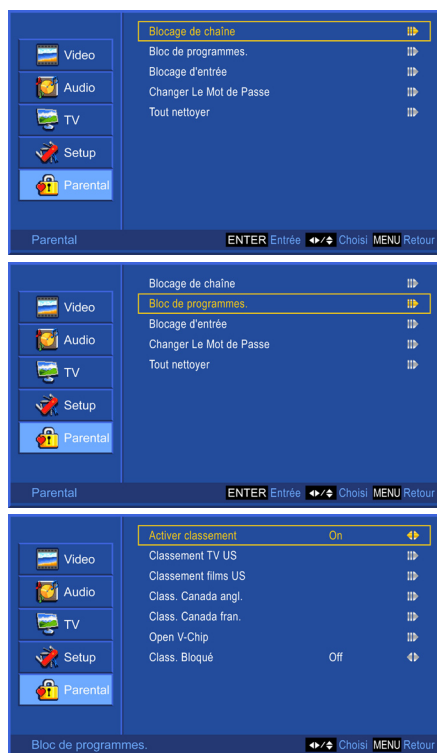 Blocage de chaîne
Video
Bloc de programmes.
Blocage d'entrée
Audio
Changer Le Mot de Passe
TV
Tout nettoyer
Setup
Parental
Parental
ENTER Entrée Choisi MENU Retour
Blocage de chaîne
Video
Bloc de programmes.
Blocage d'entrée
Audio
Changer Le Mot de Passe
TV
Tout nettoyer
Setup
Parental
Parental
ENTER Entrée Choisi MENU Retour
Activer classement On
Video
Classement TV US
Classement films US
Audio
Class. Canada angl.
TV
Class. Canada fran.
Open V-Chip
Setup
Class. Bloqué Off
Parental
Bloc de programmes.
Choisi MENU Retour